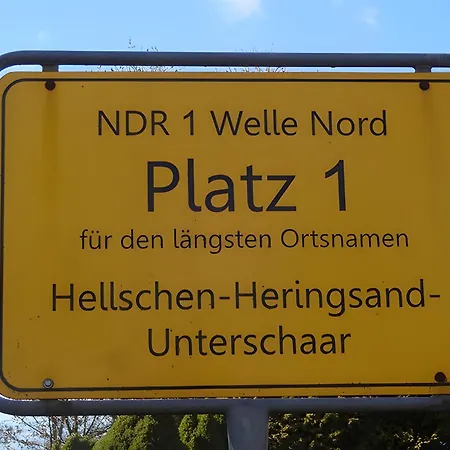 NDR 1 Welle Nord
Platz 1
für den längsten Ortsnamen
Hellschen-Heringsand-
Unterschaar